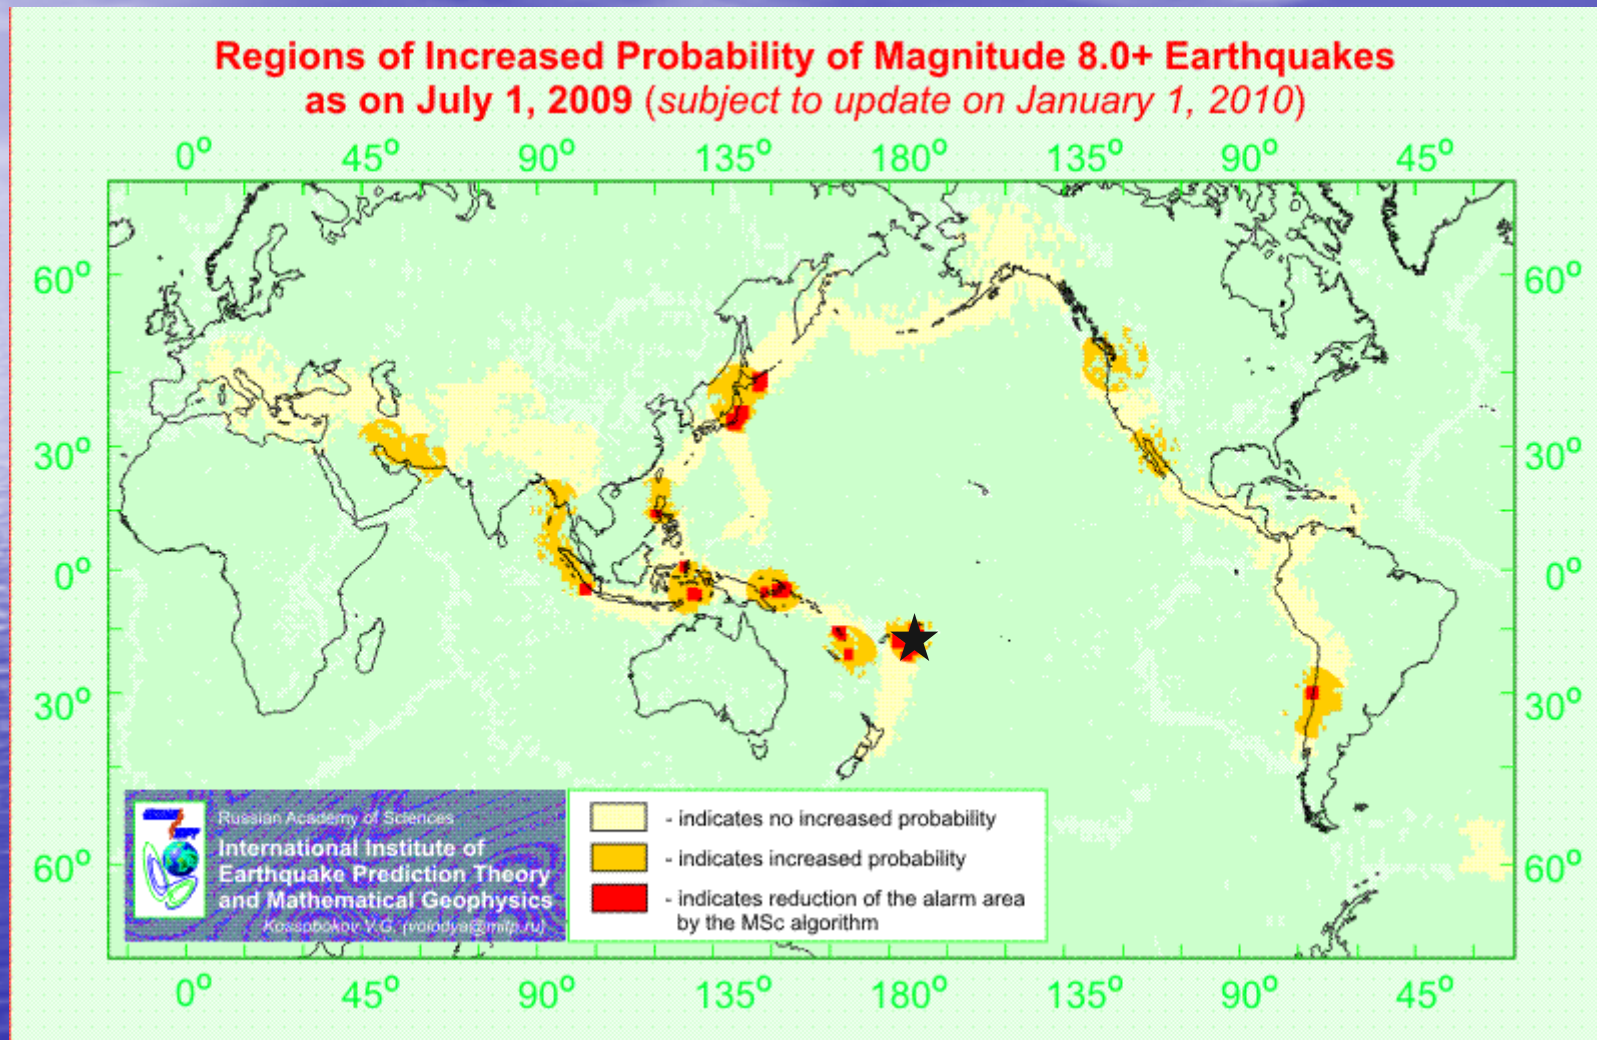 Regions of Increased Probability of Magnitude 8.0+ Earthquakes
as on July 1, 2009 (subject to update on January 1, 2010)
0° 45° 90° 135° 180° 135° 90° 45°
60° 60°
30° 30°
0° 0°
30° 30°
60° 60°
Russian Academy of Sciences
International Institute of
Earthquake Prediction Theory
and Mathematical Geophysics
Kossobokov V.G. (volodya@mitp.ru)
- indicates no increased probability
- indicates increased probability
- indicates reduction of the alarm area
by the MSc algorithm
0° 45° 90° 135° 180° 135° 90° 45°